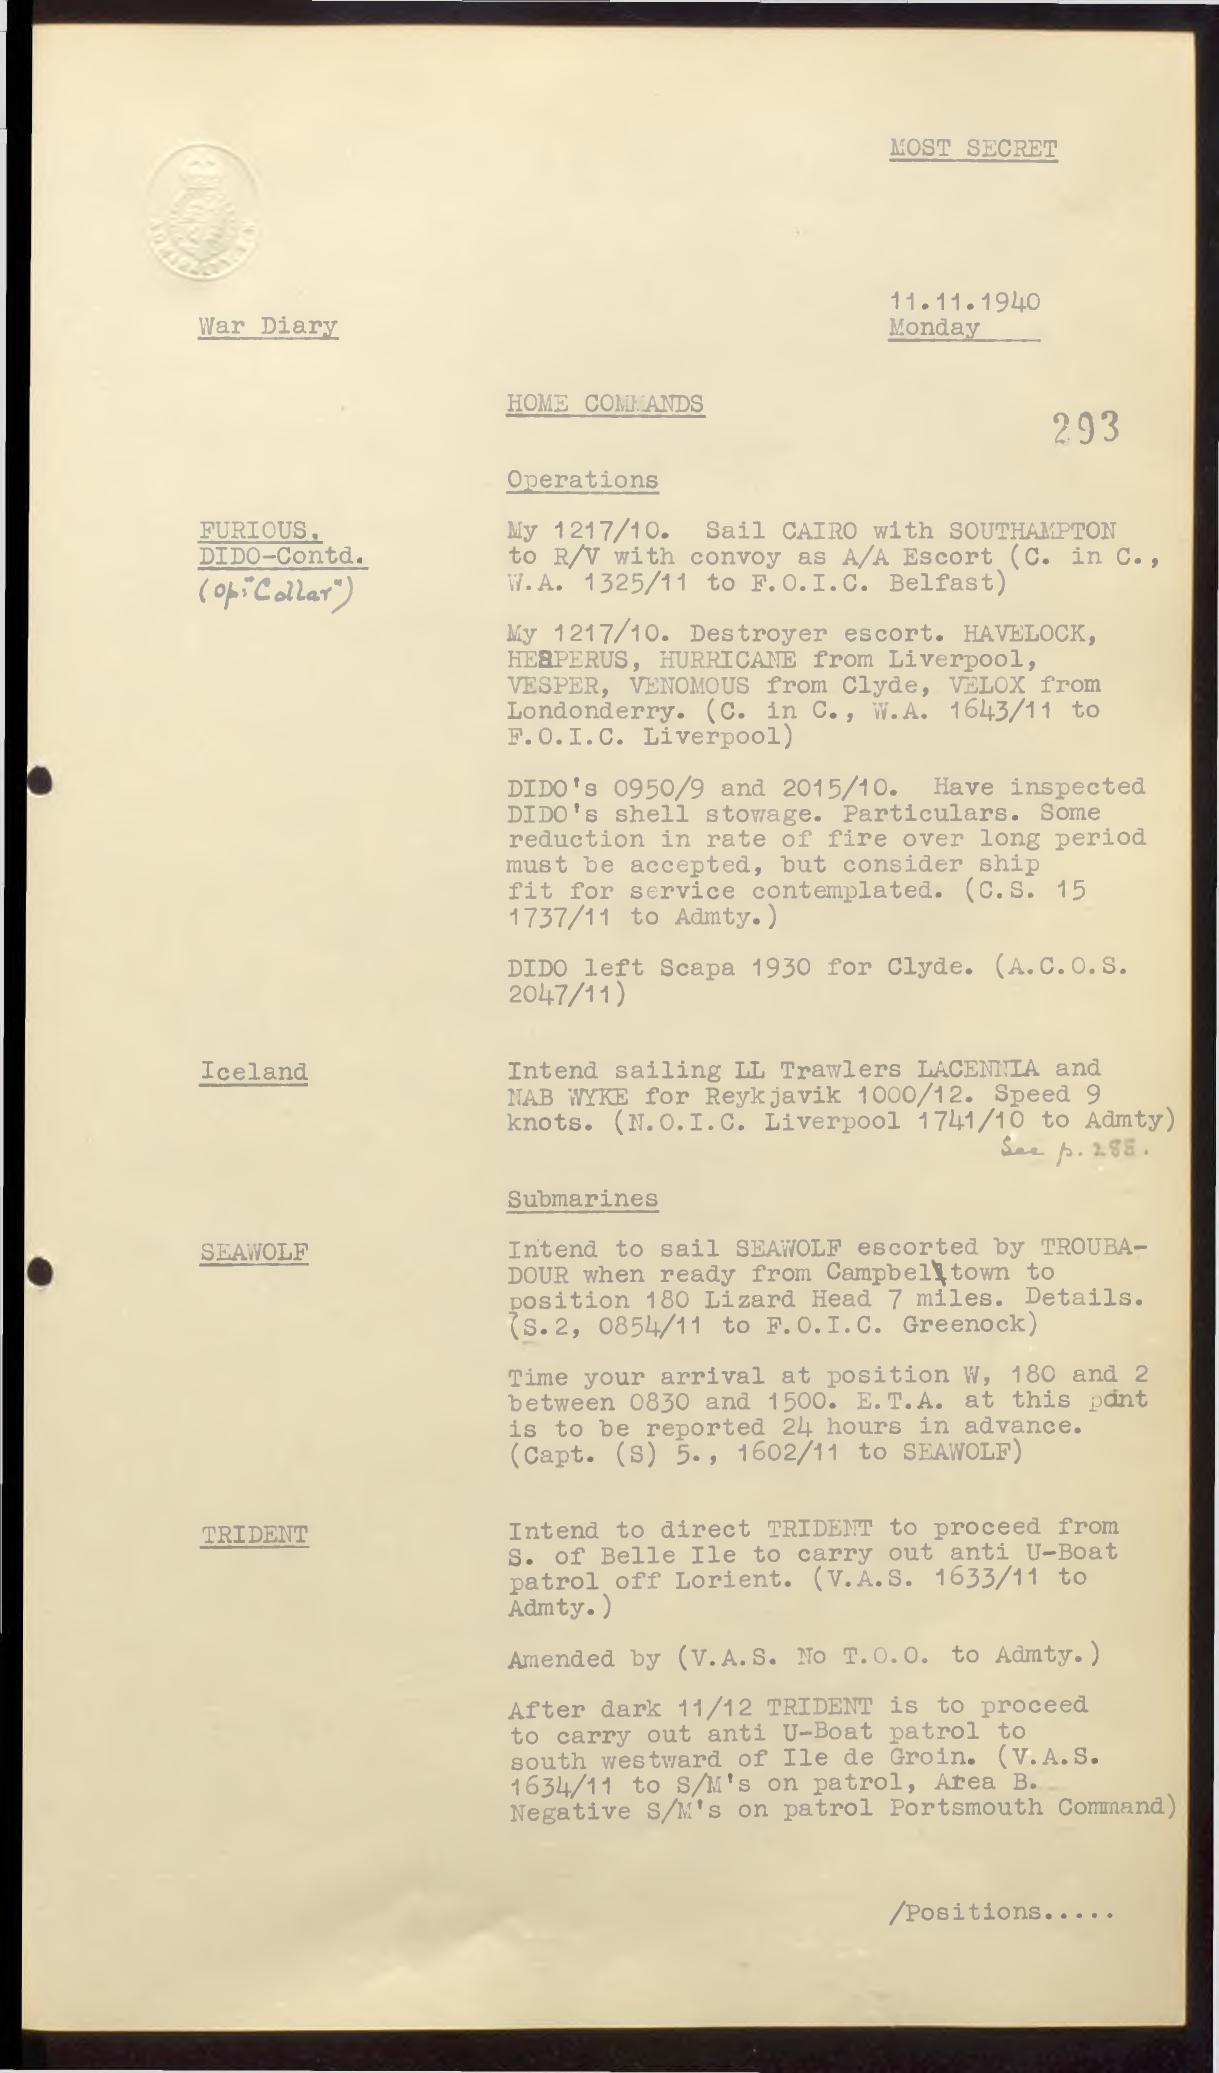 MOST SECRET
11.11.1940
War Diary
Monday
HOME COMMANDS
293
Operations
FURIOUS,
DIDO-Contd.
(Op: "Collar")
My 1217/10. Sail CAIRO with SOUTHAMPTON
to R/V with convoy as A/A Escort (C. in C.,
W.A. 1325/11 to F.O.I.C. Belfast)
My 1217/10. Destroyer escort. HAVELOCK,
HESPERUS, HURRICANE from Liverpool,
VESPER, VENOMOUS from Clyde, VELOX from
Londonderry. (C. in C., W.A. 1643/11 to
F.O.I.C. Liverpool)
DIDO's 0950/9 and 2015/10. Have inspected
DIDO's shell stowage. Particulars. Some
reduction in rate of fire over long period
must be accepted, but consider ship
fit for service contemplated. (C.S. 15
1737/11 to Admty.)
DIDO left Scapa 1930 for Clyde. (A.C.O.S.
2047/11)
Iceland
Intend sailing LL Trawlers LACENNIA and
NAB WYKE for Reykjavik 1000/12. Speed 9
knots. (N.O.I.C. Liverpool 1741/10 to Admty)
See p. 288.
Submarines
SEAWOLF
Intend to sail SEAWOLF escorted by TROUBA-
DOUR when ready from Campbeltown to
position 180 Lizard Head 7 miles. Details.
(S.2, 0854/11 to F.O.I.C. Greenock)
Time your arrival at position W, 180 and 2
between 0830 and 1500. E.T.A. at this point
is to be reported 24 hours in advance.
(Capt. (S) 5., 1602/11 to SEAWOLF)
TRIDENT
Intend to direct TRIDENT to proceed from
S. of Belle Ile to carry out anti U-Boat
patrol off Lorient. (V.A.S. 1633/11 to
Admty.)
Amended by (V.A.S. No T.O.O. to Admty.)
After dark 11/12 TRIDENT is to proceed
to carry out anti U-Boat patrol to
south westward of Ile de Groin. (V.A.S.
1634/11 to S/M's on patrol, Area B.
Negative S/M's on patrol Portsmouth Command)
/Positions.....